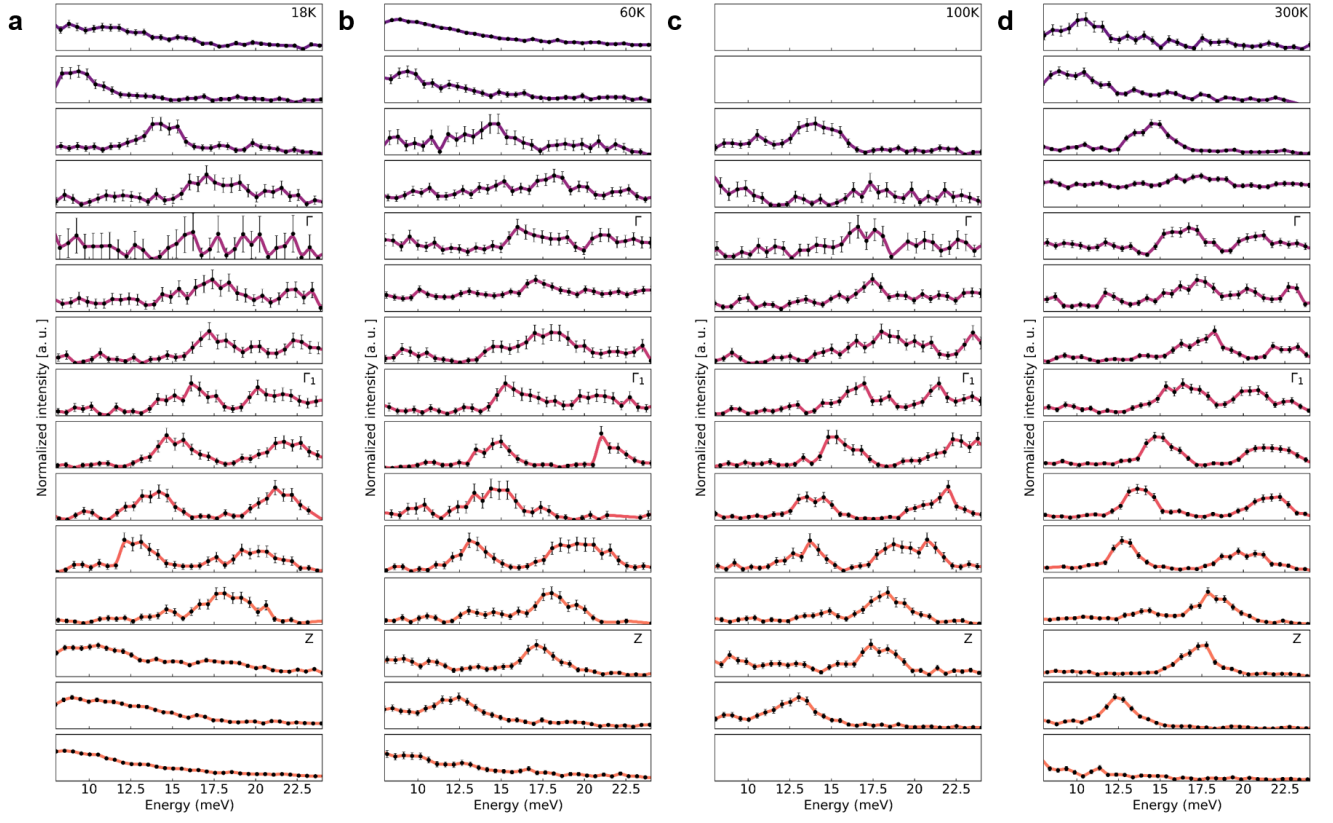 a
18K
Γ
Γ₁
Z
Normalized intensity [a. u. ]
10 12.5 15 17.5 20 22.5
Energy (meV)
b
60K
Γ
Γ₁
Z
Normalized intensity [a. u. ]
10 12.5 15 17.5 20 22.5
Energy (meV)
c
100K
Γ
Γ₁
Z
Normalized intensity [a. u. ]
10 12.5 15 17.5 20 22.5
Energy (meV)
d
300K
Γ
Γ₁
Z
Normalized intensity [a. u. ]
10 12.5 15 17.5 20 22.5
Energy (meV)